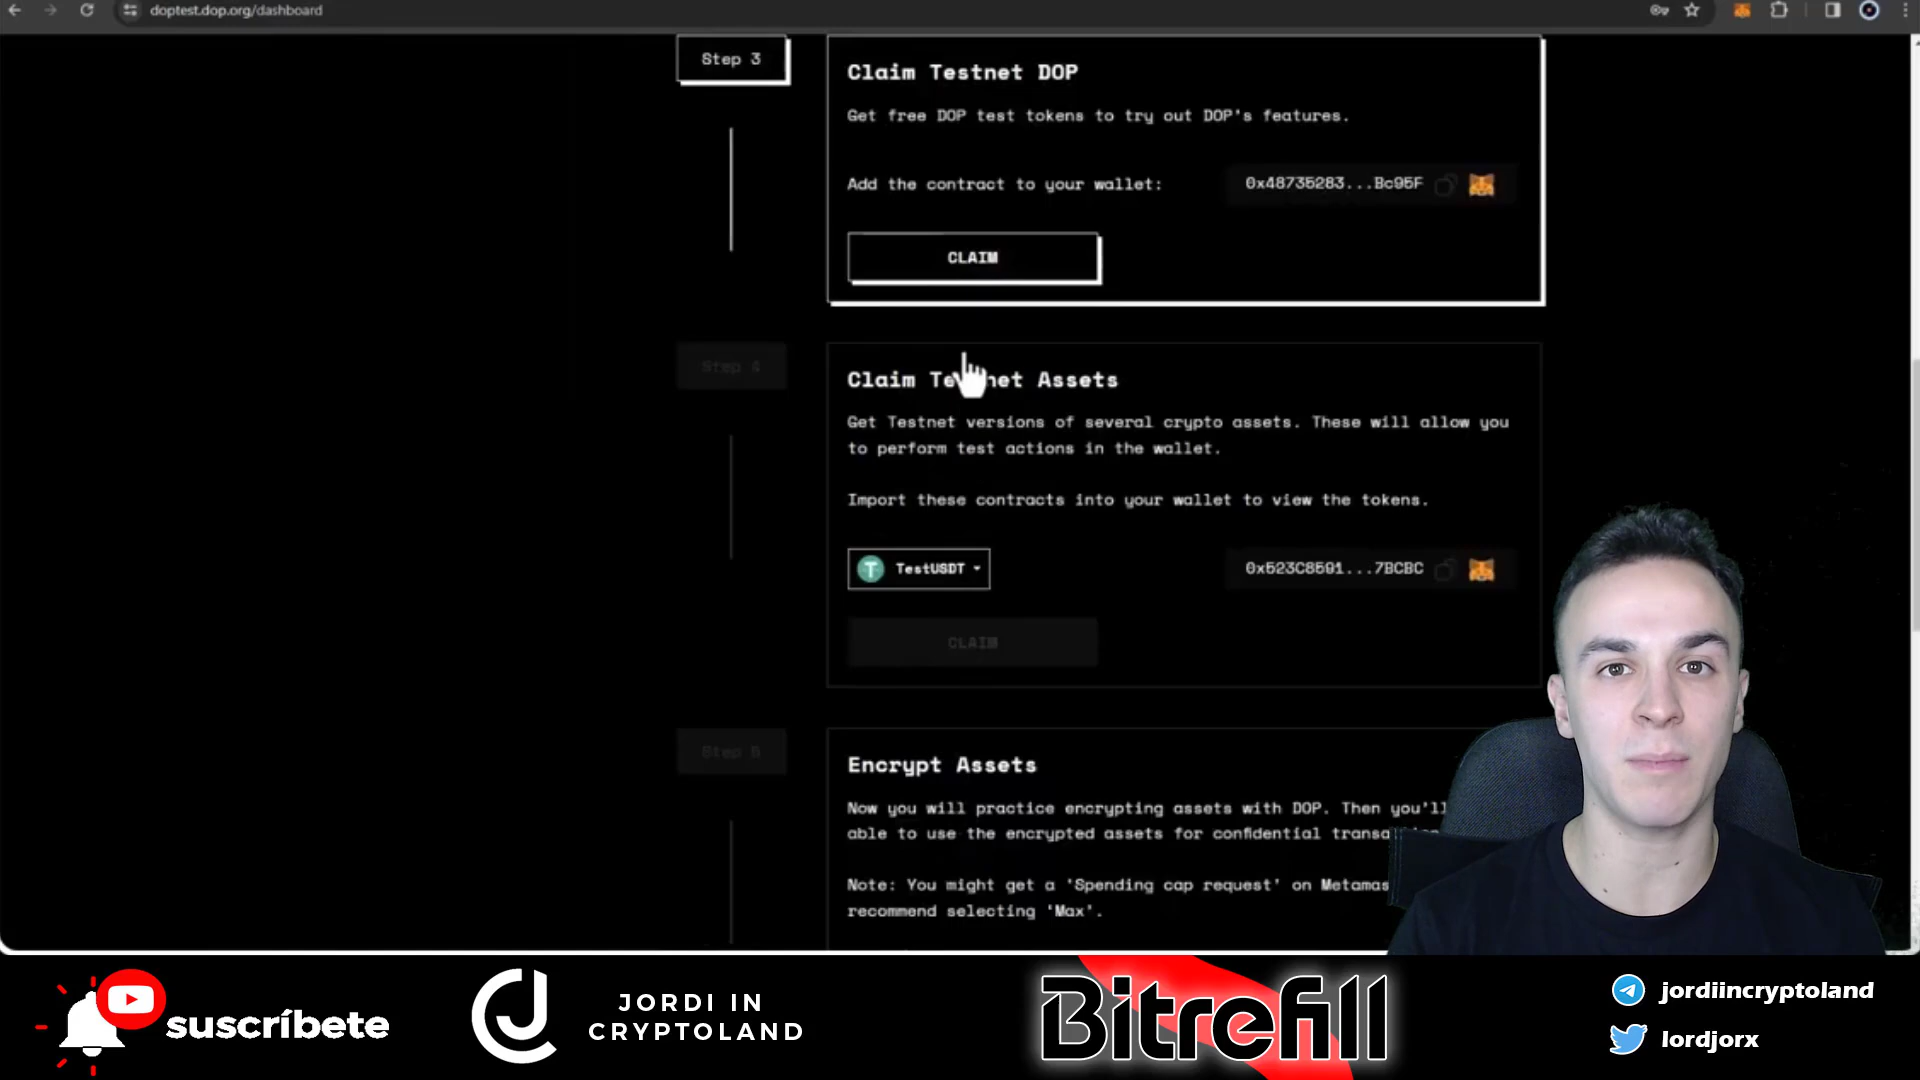 doptest.dop.org/dashboard
Step 3
Claim Testnet DOP
Get free DOP test tokens to try out DOP's features.
Add the contract to your wallet:
0x48735283...Bc95F
CLAIM
Step 4
Claim Testnet Assets
Get Testnet versions of several crypto assets. These will allow you
to perform test actions in the wallet.
Import these contracts into your wallet to view the tokens.
TestUSDT
0x523C8591...7BCBC
CLAIM
Step 5
Encrypt Assets
Now you will practice encrypting assets with DOP. Then you'll
able to use the encrypted assets for confidential
Note: You might get a 'Spending cap request' on
recommend selecting 'Max'.
suscríbete
JORDI IN
CRYPTOLAND
Bitrefill
jordiincryptoland
lordjorx